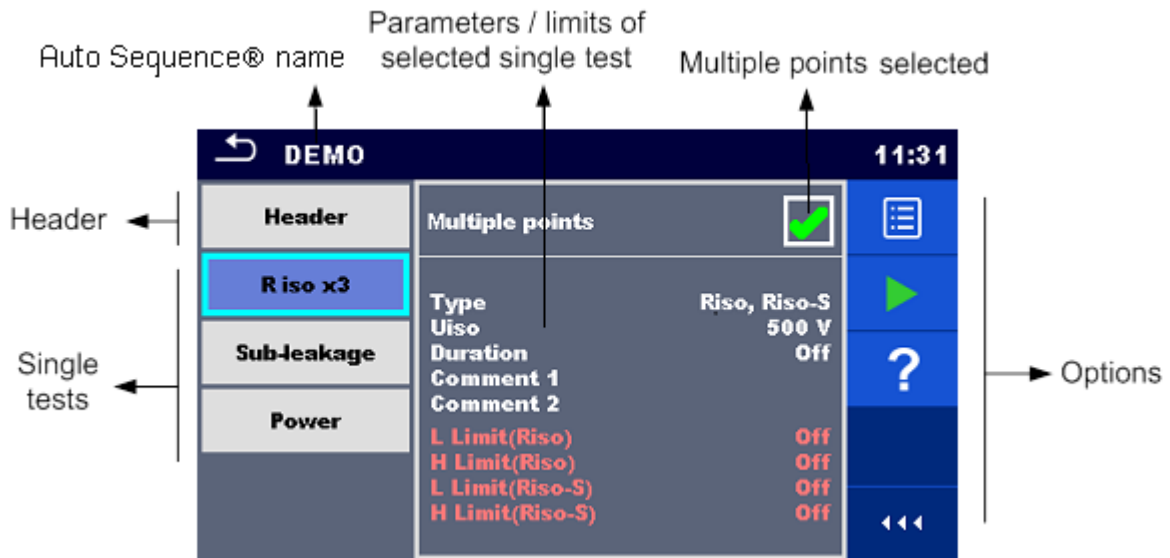 Parameters / limits of
selected single test
Auto Sequence® name
Multiple points selected
DEMO
11:31
Header
Header
Multiple points
R iso x3
Single
tests
Sub-leakage
Power
Type Riso, Riso-S
Uiso 500 V
Duration Off
Comment 1
Comment 2
L Limit(Riso) Off
H Limit(Riso) Off
L Limit(Riso-S) Off
H Limit(Riso-S) Off
?
Options